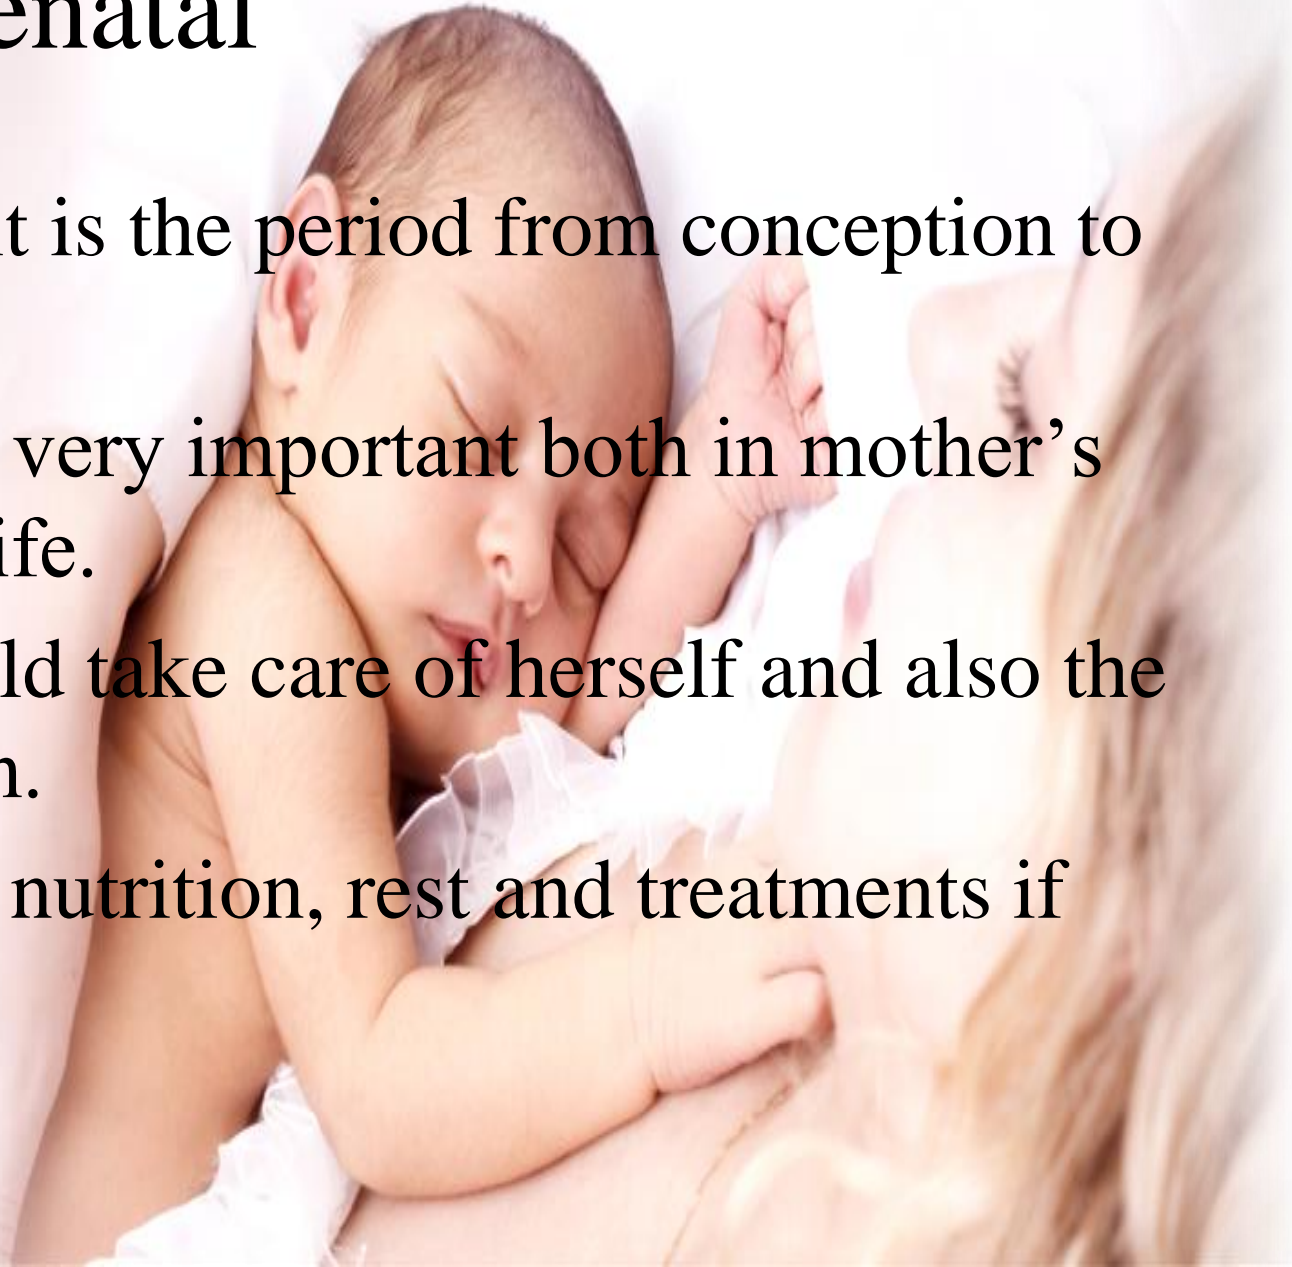 enatal
it is the period from conception to
very important both in mother’s
ife.
ld take care of herself and also the
n.
nutrition, rest and treatments if